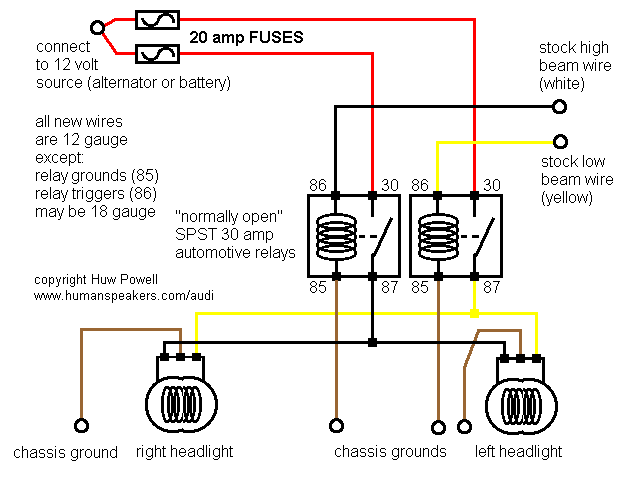 20 amp FUSES
connect
to 12 volt
source (alternator or battery)
stock high
beam wire
(white)
all new wires
are 12 gauge
except:
relay grounds (85)
relay triggers (86)
may be 18 gauge
stock low
beam wire
(yellow)
86
30
86
30
"normally open"
SPST 30 amp
automotive relays
copyright Huw Powell
www.humanspeakers.com/audi
85
87
85
87
chassis ground
right headlight
chassis grounds
left headlight